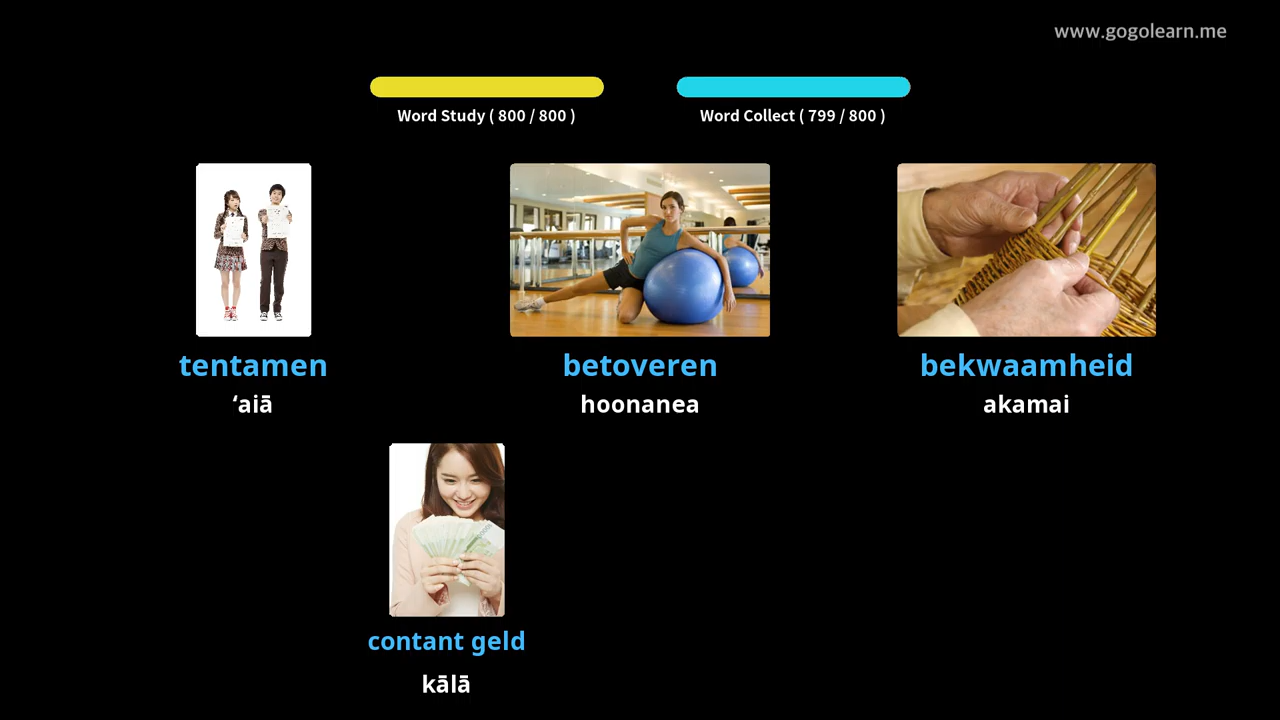 www.gogolearn.me
Word Study ( 800 / 800 )
Word Collect ( 799 / 800 )
tentamen
betoveren
bekwaamheid
ʻaiā
hoonanea
akamai
contant geld
kālā